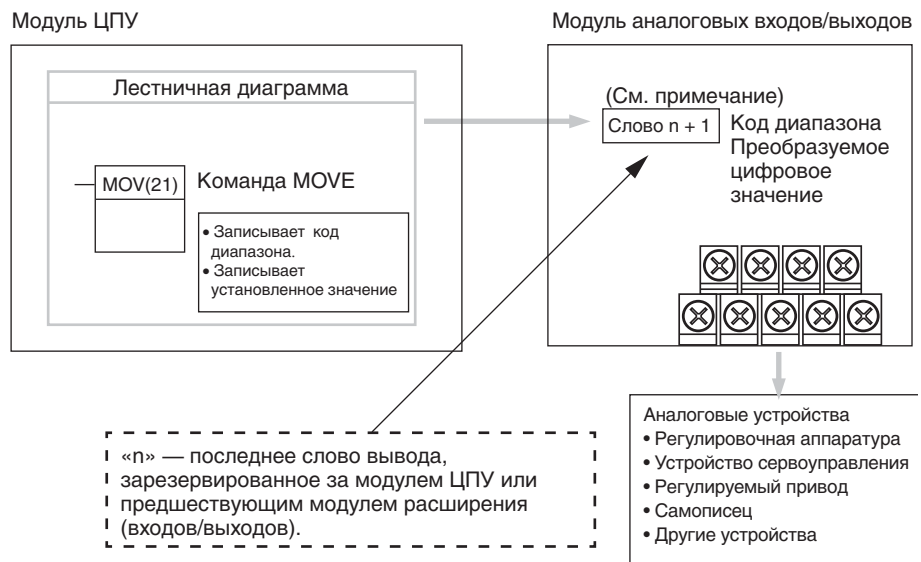 Модуль ЦПУ
Модуль аналоговых входов/выходов
Лестничная диаграмма
MOV(21)
Команда MOVE
• Записывает код
диапазона.
• Записывает
установленное значение
(См. примечание)
Слово n + 1
Код диапазона
Преобразуемое
цифровое
значение
«n» — последнее слово вывода,
зарезервированное за модулем ЦПУ или
предшествующим модулем расширения
(входов/выходов).
Аналоговые устройства
• Регулировочная аппаратура
• Устройство сервоуправления
• Регулируемый привод
• Самописец
• Другие устройства